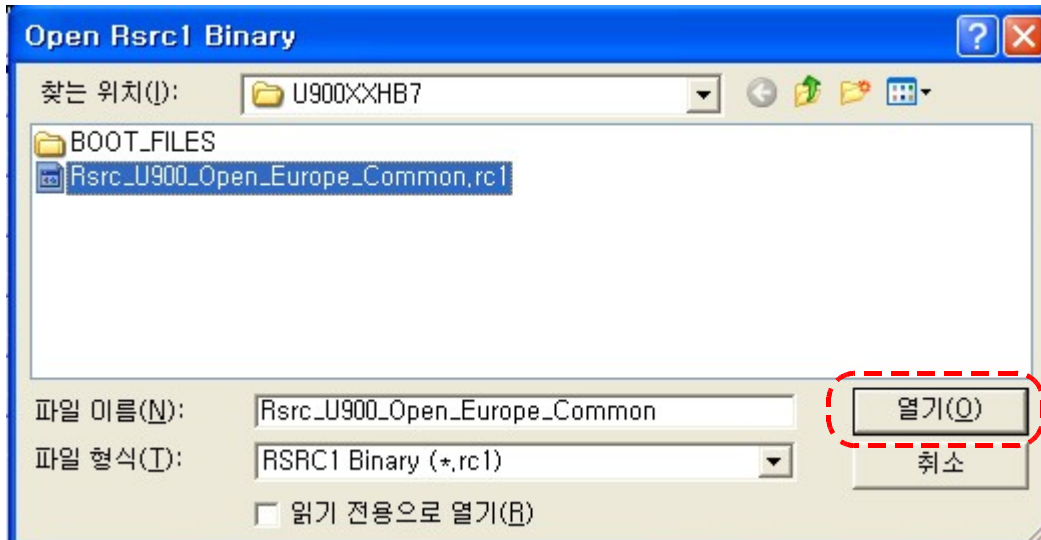 Open Rsrc1 Binary
찾는 위치(I): U900XXHB7
BOOT_FILES
Rsrc_U900_Open_Europe_Common,rc1
파일 이름(N): Rsrc_U900_Open_Europe_Common 열기(O)
파일 형식(T): RSRC1 Binary (*,rc1) 취소
읽기 전용으로 열기(R)